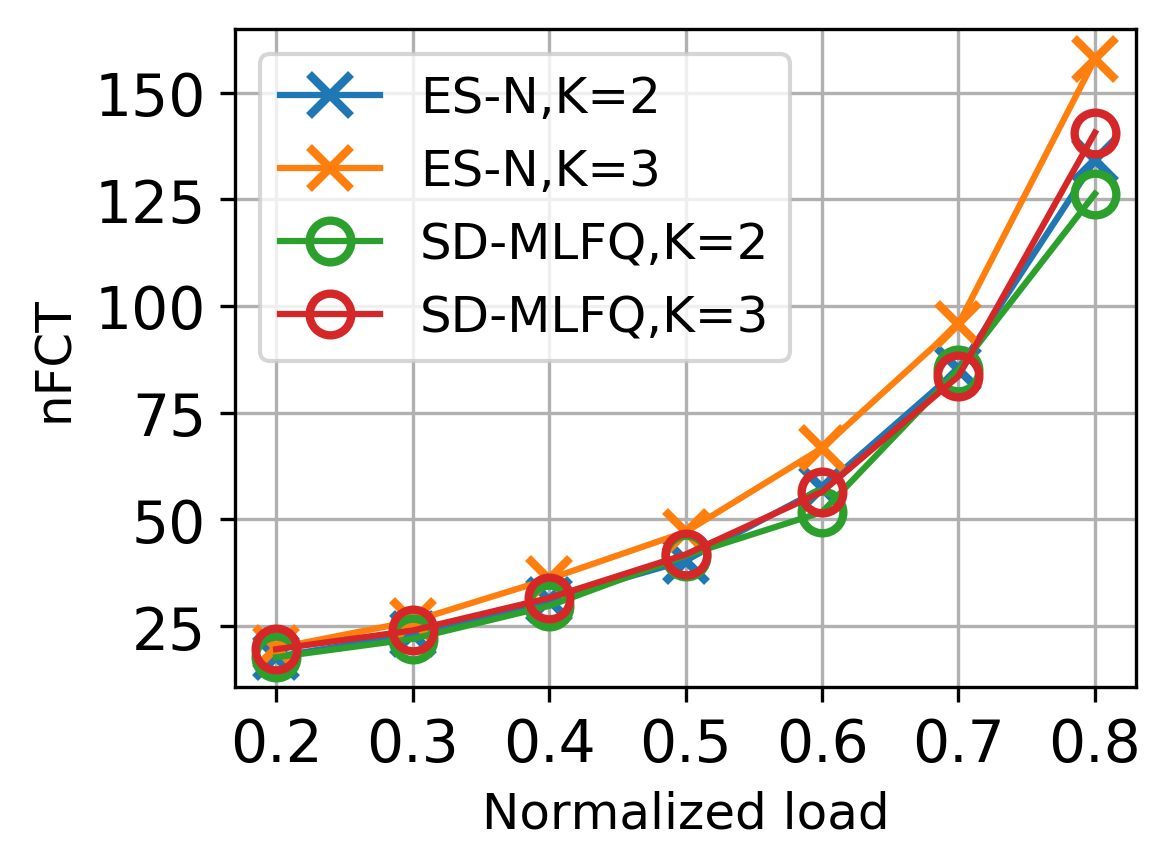 ES-N,K=2
ES-N,K=3
SD-MLFQ,K=2
SD-MLFQ,K=3
150
125
100
75
50
25
nFCT
0.2 0.3 0.4 0.5 0.6 0.7 0.8
Normalized load